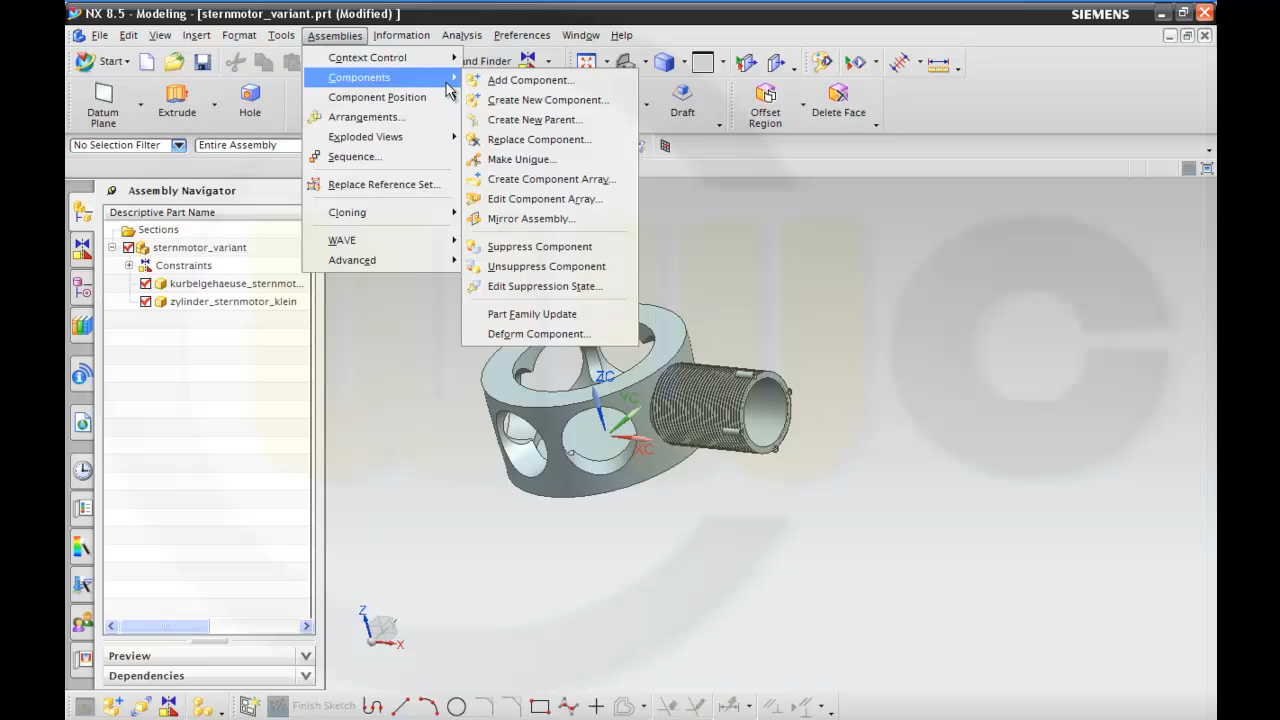 NX 8.5 - Modeling - [sternmotor_variant.prt (Modified) ]
SIEMENS
File Edit View Insert Format Tools Assemblies Information Analysis Preferences Window Help
Start
and Finder
Datum Plane
Extrude
Hole
Draft
Offset Region
Delete Face
No Selection Filter
Entire Assembly
Context Control
Components
Component Position
Arrangements...
Exploded Views
Sequence...
Replace Reference Set...
Cloning
WAVE
Advanced
Add Component...
Create New Component...
Create New Parent...
Replace Component...
Make Unique...
Create Component Array...
Edit Component Array...
Mirror Assembly...
Suppress Component
Unsuppress Component
Edit Suppression State...
Part Family Update
Deform Component...
Assembly Navigator
Descriptive Part Name
Sections
sternmotor_variant
Constraints
kurbelgehaeuse_sternmot...
zylinder_sternmotor_klein
ZC
YC
XC
Z
X
Preview
Dependencies
Finish Sketch